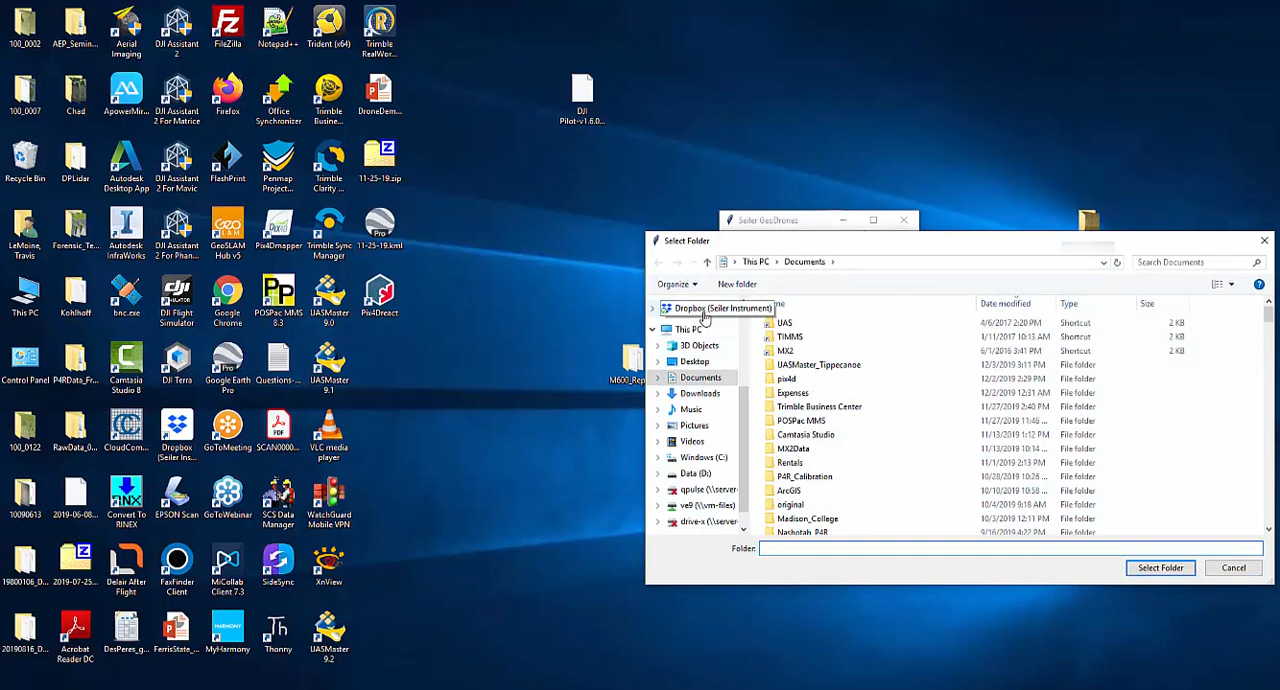 100_0002
AEP_Semin...
Aerial
Imaging
DJI Assistant
2
FileZilla
Notepad++
Trident (x64)
Trimble
RealWor...
100_0007
Chad
ApowerMir...
DJI Assistant
2 For Matrice
Firefox
Office
Synchronizer
Trimble
Busine...
DroneDem...
DJI
Pilot-v1.6.0...
Recycle Bin
DPLidar
Autodesk
Desktop App
DJI Assistant
2 For Mavic
FlashPrint
Penmap
Project...
Trimble
Clarity ...
11-25-19.zip
LeMoine,
Travis
Forensic_Te...
Autodesk
InfraWorks
DJI Assistant
2 For Phan...
GeoSLAM
Hub v5
Pix4Dmapper
Trimble Sync
Manager
11-25-19.kml
This PC
Kohlhoff
bnc.exe
DJI Flight
Simulator
Google
Chrome
POSPac MMS
8.3
UASMaster
9.0
Pix4Dreact
Control Panel
P4RData_Fr...
Camtasia
Studio 8
DJI Terra
Google Earth
Pro
Questions-...
UASMaster
9.1
M600_Rep
100_0122
RawData_0...
CloudCom...
Dropbox
(Seiler Ins...
GoToMeeting
SCAN0000...
VLC media
player
10090613
2019-06-08...
Convert To
RINEX
EPSON Scan
GoToWebinar
SCS Data
Manager
WatchGuard
Mobile VPN
19800106_D...
2019-07-25...
Delair After
Flight
FaxFinder
Client
MiCollab
Client 7.3
SideSync
XnView
20190816_D...
Acrobat
Reader DC
DesPeres_g...
FerrisState_...
MyHarmony
Thonny
UASMaster
9.2
Seiler GeoDrones
Select Folder
This PC > Documents >
Search Documents
Organize
New folder
Dropbox (Seiler Instrument)
This PC
3D Objects
Desktop
Documents
Downloads
Music
Pictures
Videos
Windows (C:)
Data (D:)
qpulse (\\server
ve9 (\\vm-files)
drive-x (\\server
Date modified Type Size
UAS 4/6/2017 2:20 PM Shortcut 2 KB
TIMMS 1/11/2017 10:13 AM Shortcut 2 KB
MX2 6/1/2016 3:41 PM Shortcut 2 KB
UASMaster_Tippecanoe 12/3/2019 3:11 PM File folder
pix4d 12/2/2019 2:29 PM File folder
Expenses 12/2/2019 12:31 AM File folder
Trimble Business Center 11/27/2019 2:40 PM File folder
POSPac MMS 11/27/2019 11:46 ... File folder
Camtasia Studio 11/13/2019 1:12 PM File folder
MX2Data 11/13/2019 10:14 ... File folder
Rentals 11/1/2019 2:13 PM File folder
P4R_Calibration 10/28/2019 10:26 ... File folder
ArcGIS 10/10/2019 10:58 ... File folder
original 10/4/2019 9:18 AM File folder
Madison_College 10/3/2019 12:11 PM File folder
Nashotah_P4R 9/16/2019 4:22 PM File folder
Folder:
Select Folder
Cancel